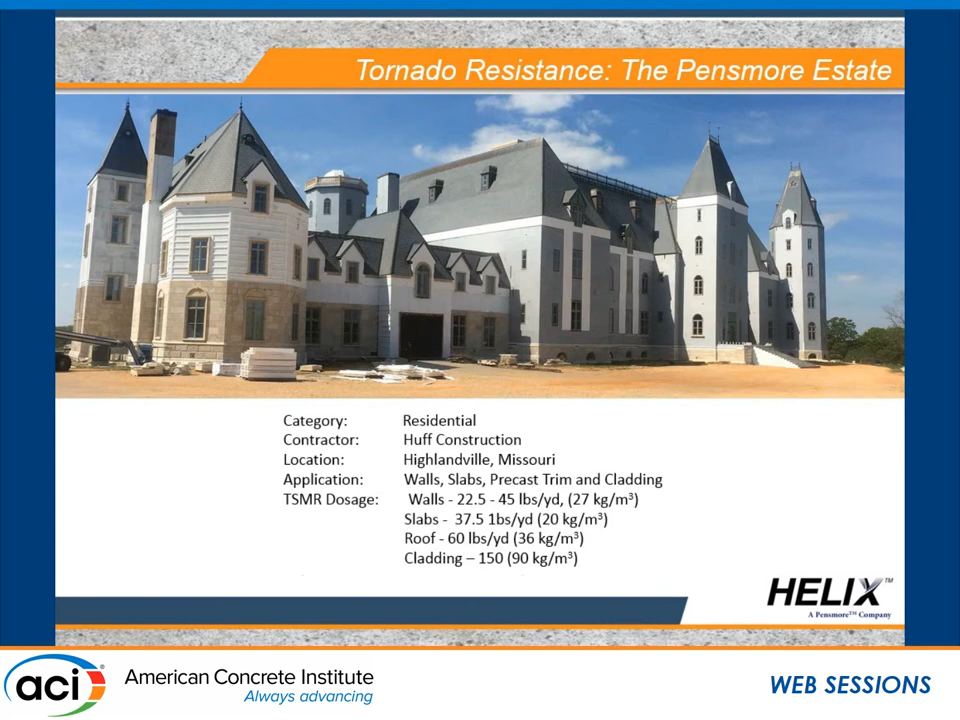 Tornado Resistance: The Pensmore Estate
Category: Residential
Contractor: Huff Construction
Location: Highlandville, Missouri
Application: Walls, Slabs, Precast Trim and Cladding
TSMR Dosage: Walls - 22.5 - 45 lbs/yd, (27 kg/m³)
Slabs - 37.5 1bs/yd (20 kg/m³)
Roof - 60 lbs/yd (36 kg/m³)
Cladding – 150 (90 kg/m³)
HELIX™
A Pensmore™ Company
aci®
American Concrete Institute
Always advancing
WEB SESSIONS